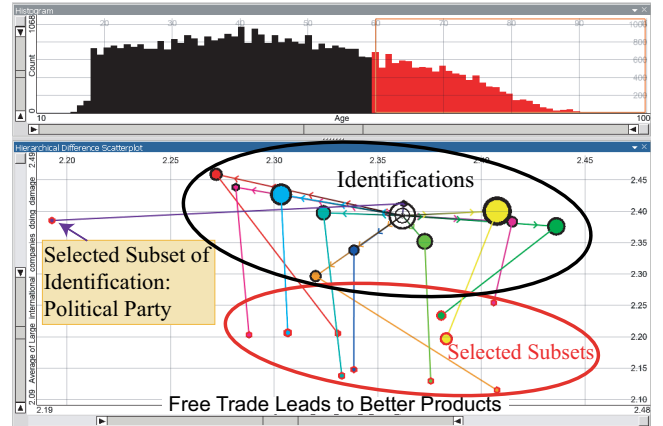 Histogram
1068
20 30 40 50 60 70 80 90 1000
800
600
400
200
Count
0
10 Age 100
Hierarchical Difference Scatterplot
2.49
2.20 2.25 2.30 2.35 2.40 2.45
2.45
2.40
2.35
2.30
2.25
2.20
2.15
Average of Large international companies doing damage
Identifications
Selected Subset of
Identification:
Political Party
Selected Subsets
2.09
2.19 Free Trade Leads to Better Products 2.48